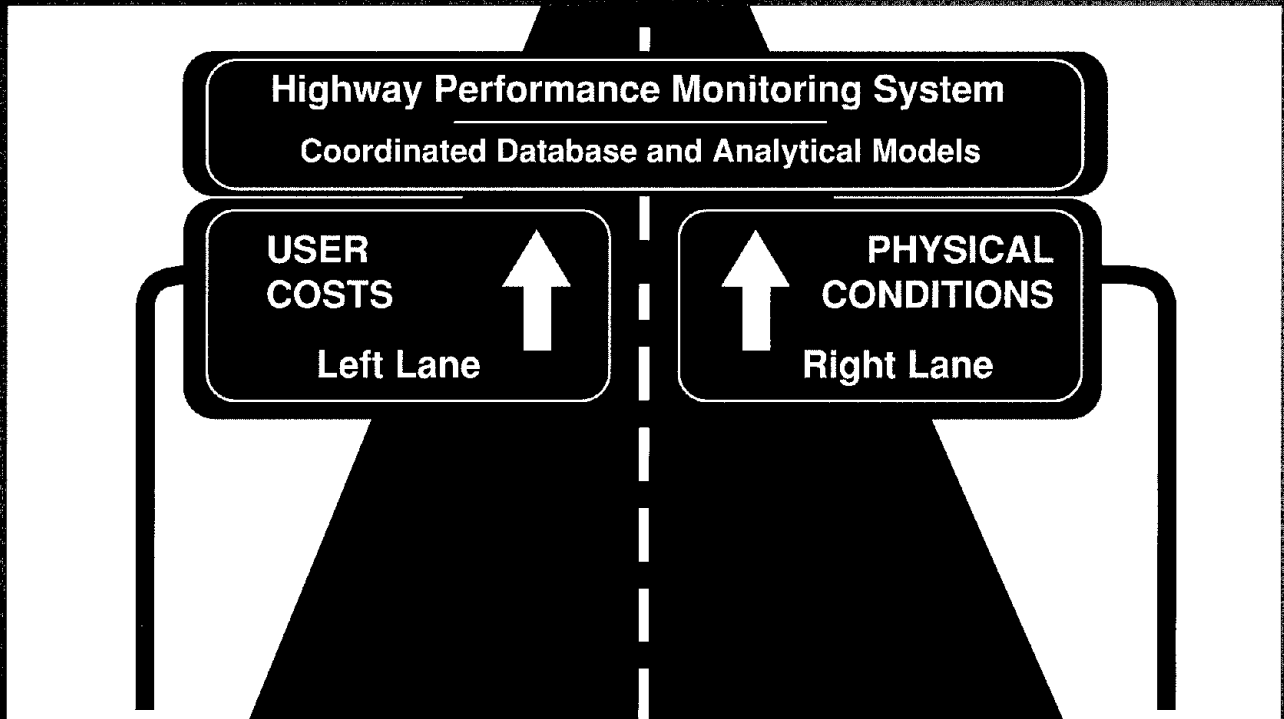 Highway Performance Monitoring System
Coordinated Database and Analytical Models
USER
COSTS
Left Lane
PHYSICAL
CONDITIONS
Right Lane